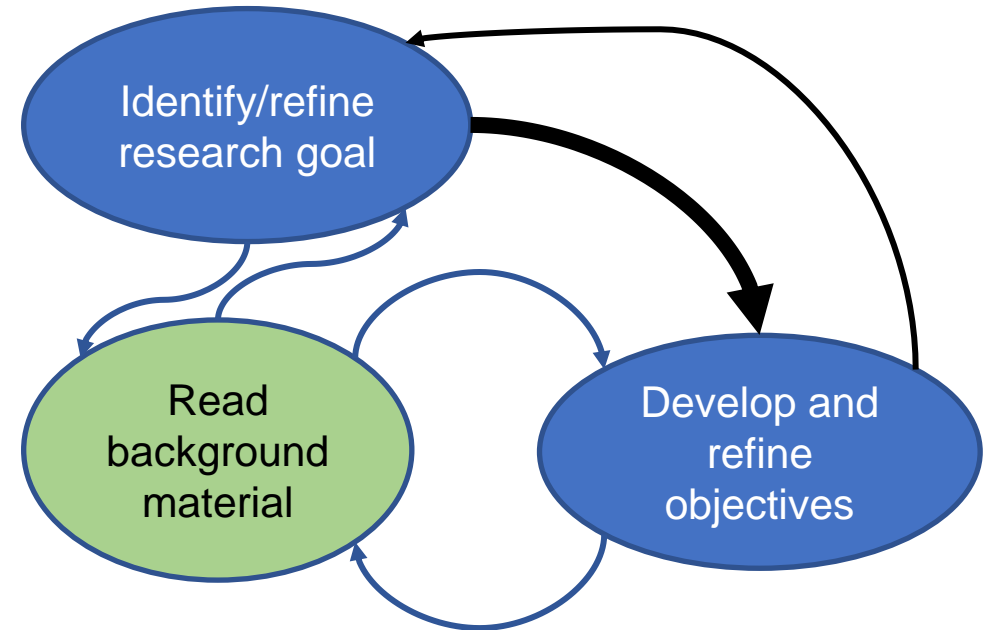 Identify/refine
research goal
Read
background
material
Develop and
refine
objectives